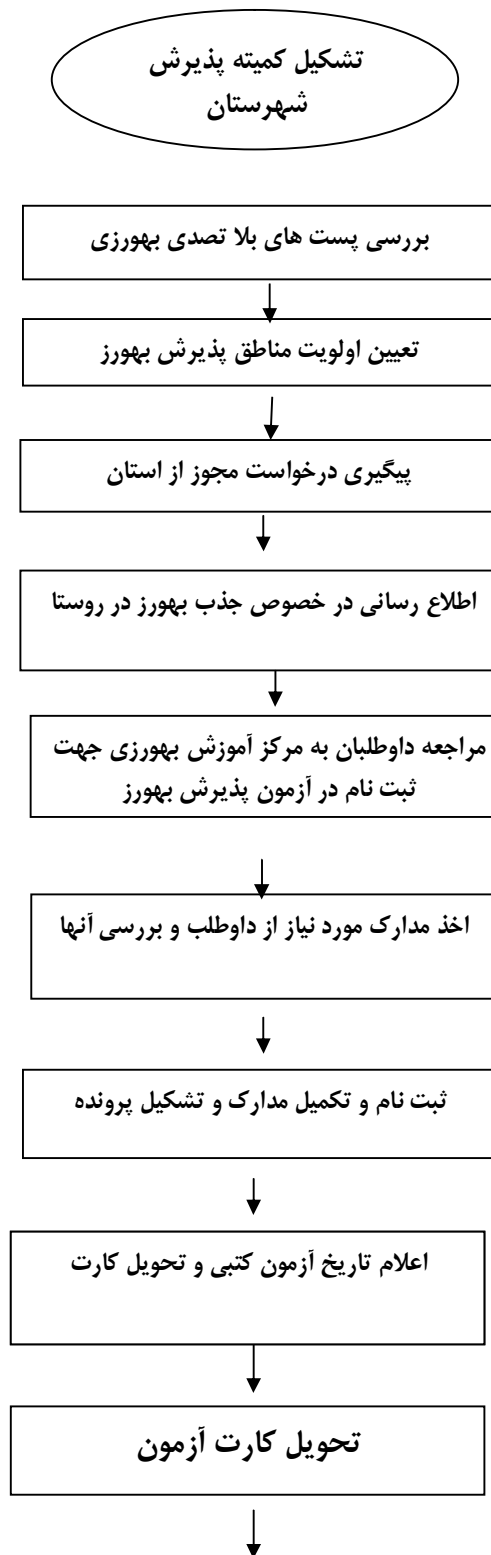 تشکیل کمیته پذیرش
شهرستان
بررسی پست های بلا تصدی بهورزی
تعیین اولویت مناطق پذیرش بهورز
پیگیری درخواست مجوز از استان
اطلاع رسانی در خصوص جذب بهورز در روستا
مراجعه داوطلبان به مرکز آموزش بهورزی جهت
ثبت نام در آزمون پذیرش بهورز
اخذ مدارک مورد نیاز از داوطلب و بررسی آنها
ثبت نام و تکمیل مدارک و تشکیل پرونده
اعلام تاریخ آزمون کتبی و تحویل کارت
تحویل کارت آزمون